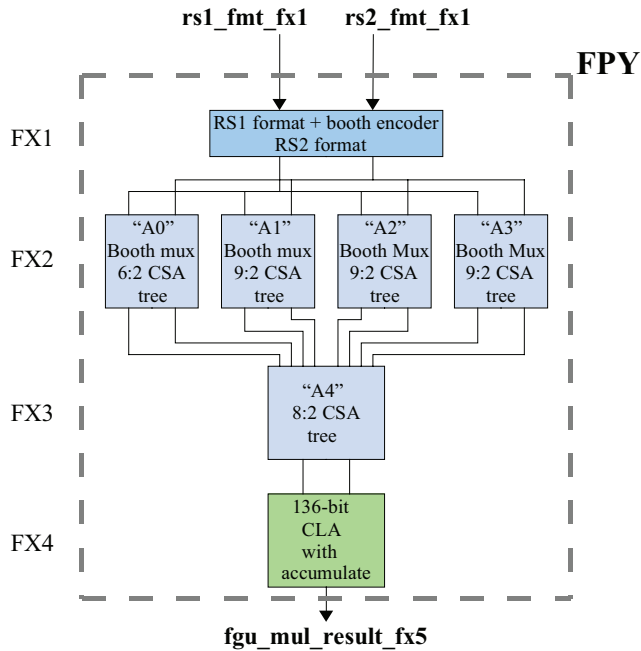 rs1_fmt_fx1 rs2_fmt_fx1
FPY
FX1
RS1 format + booth encoder
RS2 format
FX2
“A0”
Booth mux
6:2 CSA
tree
“A1”
Booth mux
9:2 CSA
tree
“A2”
Booth Mux
9:2 CSA
tree
“A3”
Booth Mux
9:2 CSA
tree
FX3
“A4”
8:2 CSA
tree
FX4
136-bit
CLA
with
accumulate
fgu_mul_result_fx5